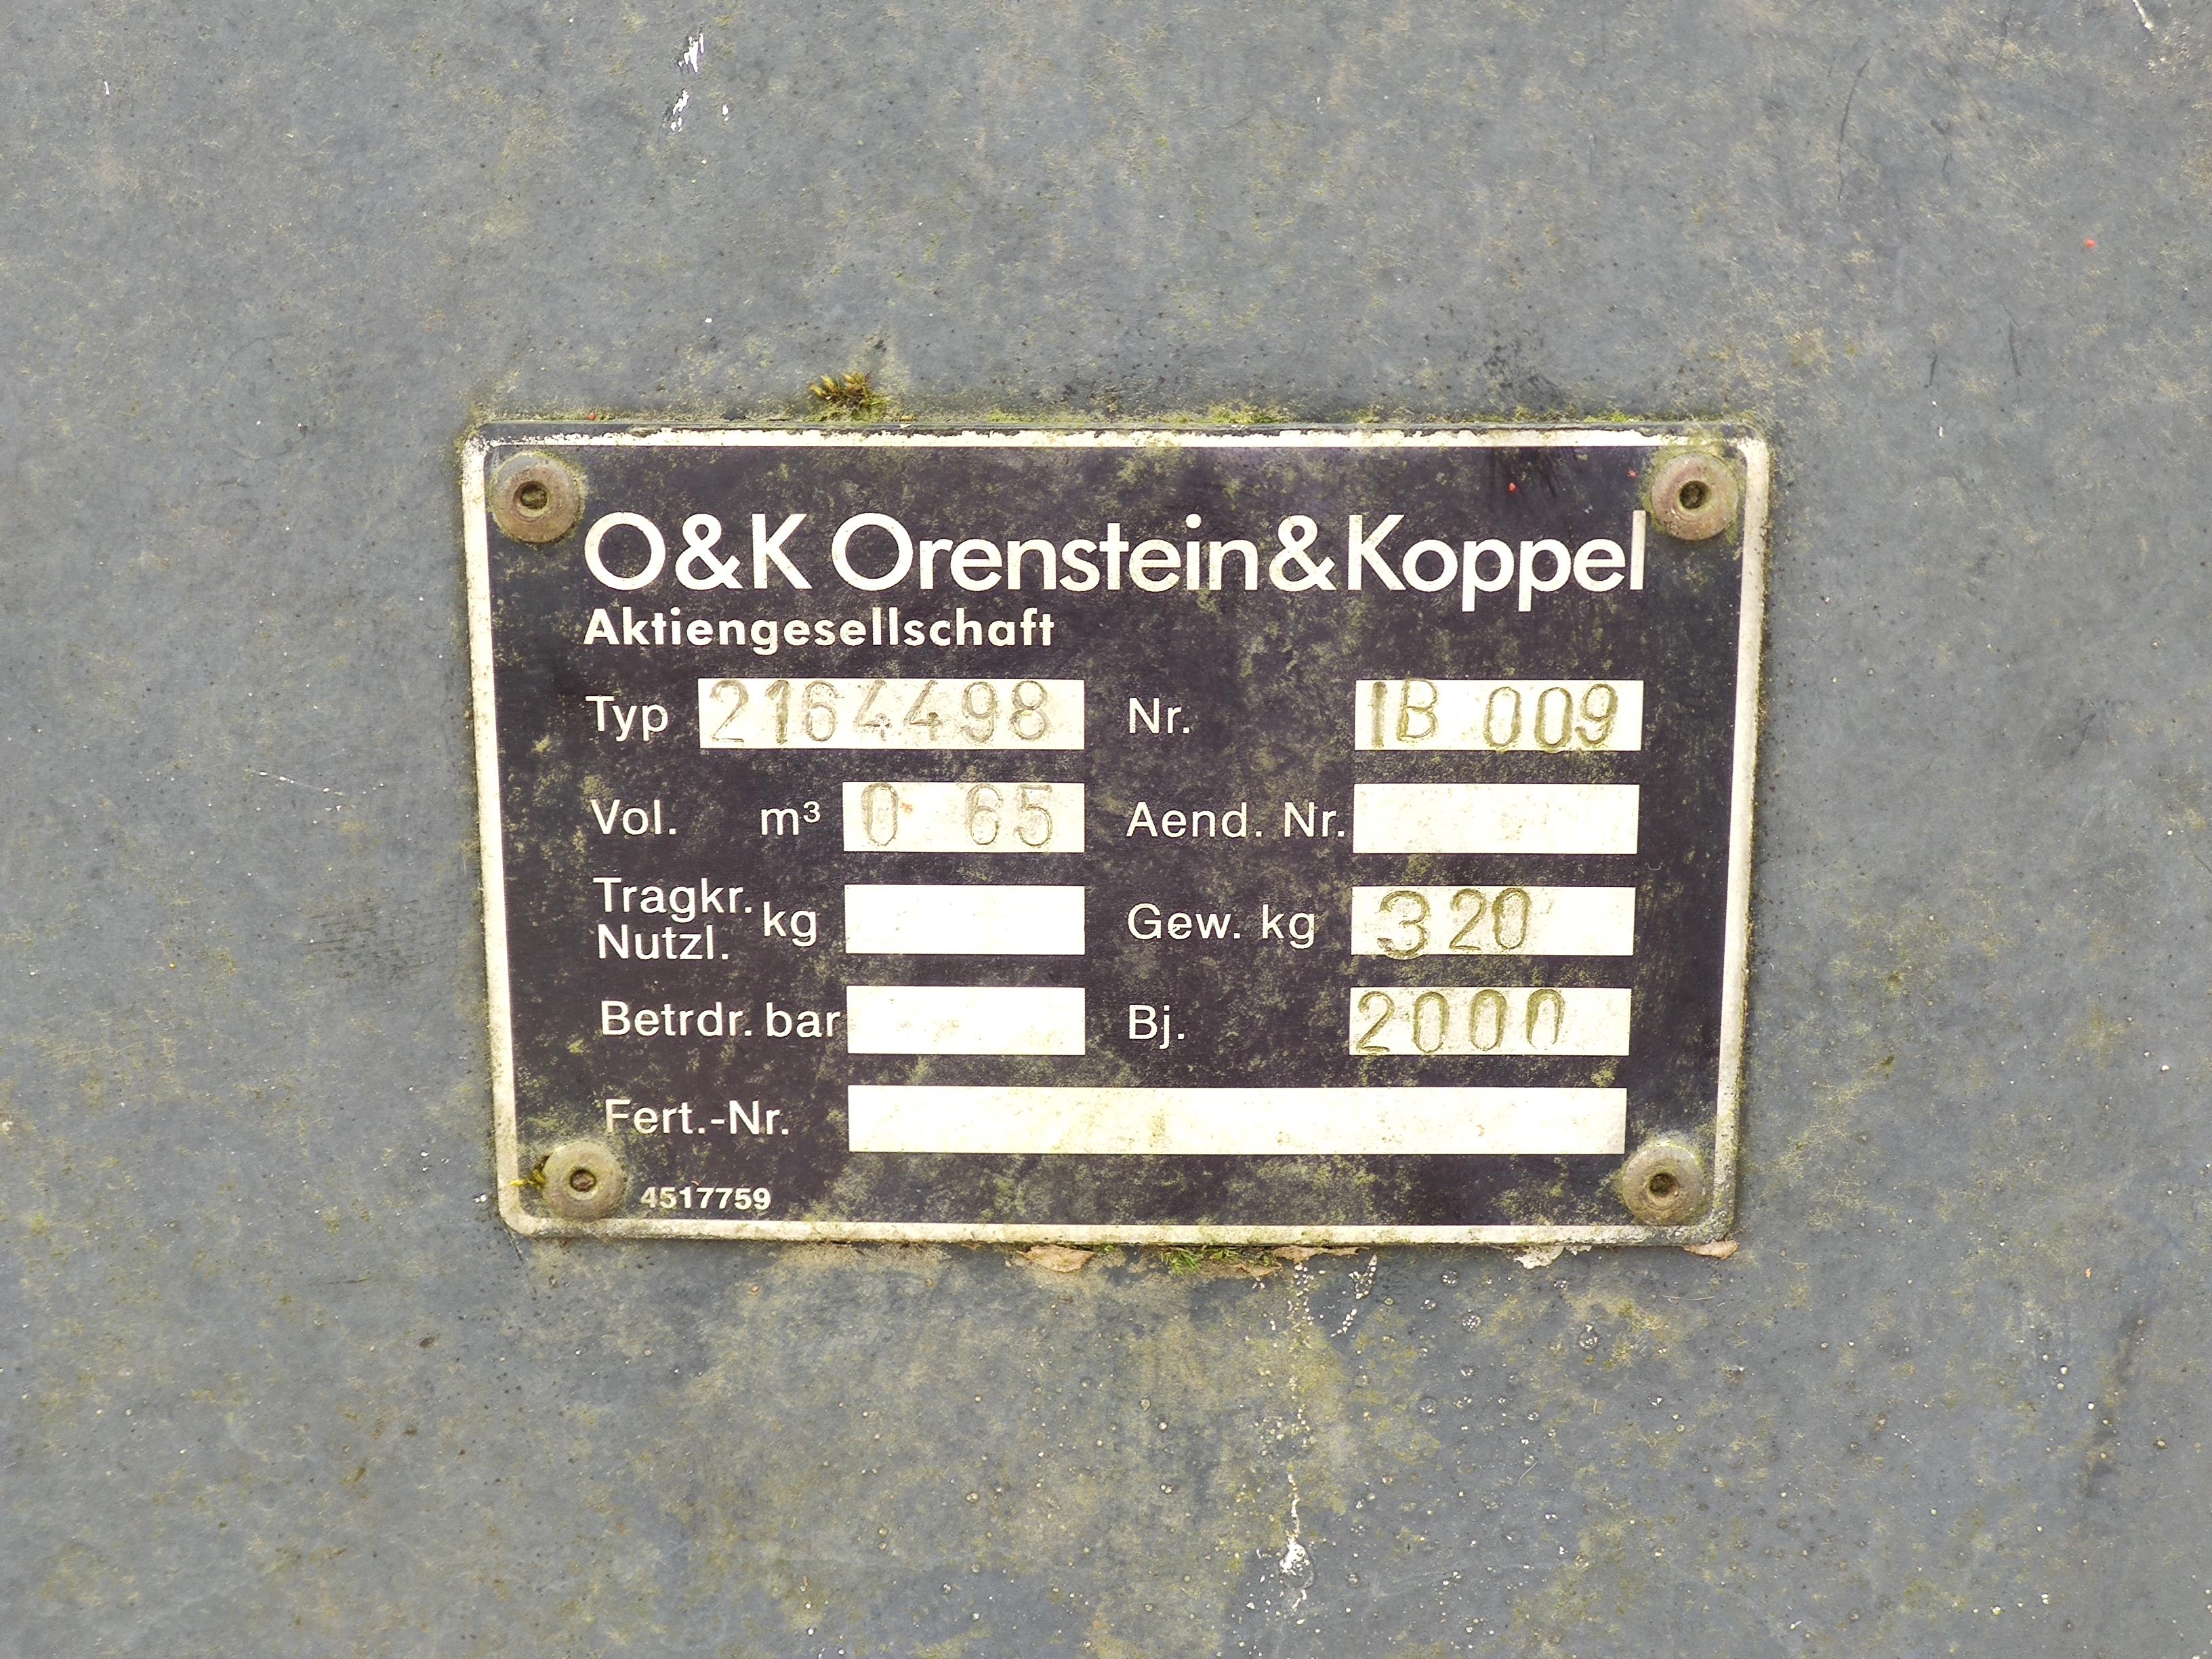 O&K Orenstein&Koppel
Aktiengesellschaft
Typ 2164498 Nr. 1B 009
Vol. m³ 0 65 Aend. Nr.
Tragkr. Nutzl. kg Gew. kg 320
Betrdr. bar Bj. 2000
Fert.-Nr.
4517759